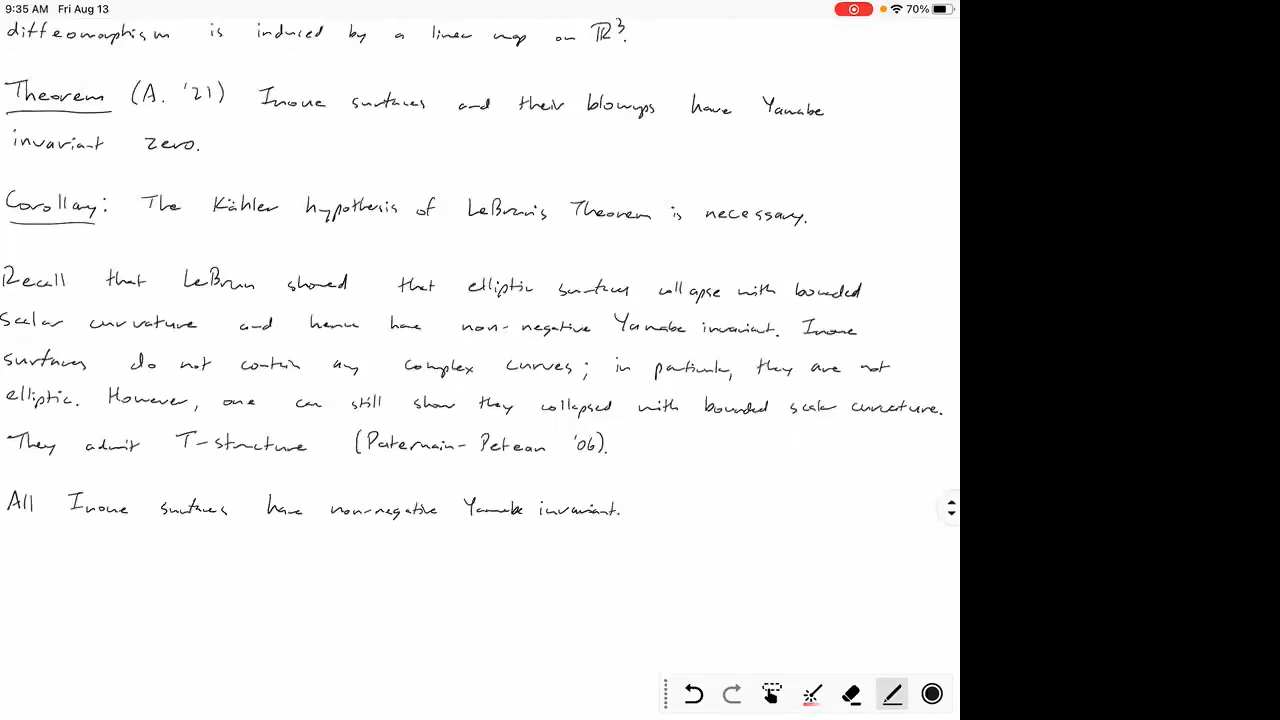 9:35 AM Fri Aug 13
70%
diffeomorphism is induced by a linear map on ℝ³.
Theorem (A. '21) Inoue surfaces and their blowups have Yamabe
invariant zero.
Corollary: The Kähler hypothesis of LeBrun's Theorem is necessary.
Recall that LeBrun showed that elliptic surfaces collapse with bounded
scalar curvature and hence have non-negative Yamabe invariant. Inoue
surfaces do not contain any complex curves; in particular, they are not
elliptic. However, one can still show they collapsed with bounded scalar curvature.
They admit T-structure (Paternain-Petean '06).
All Inoue surfaces have non-negative Yamabe invariant.